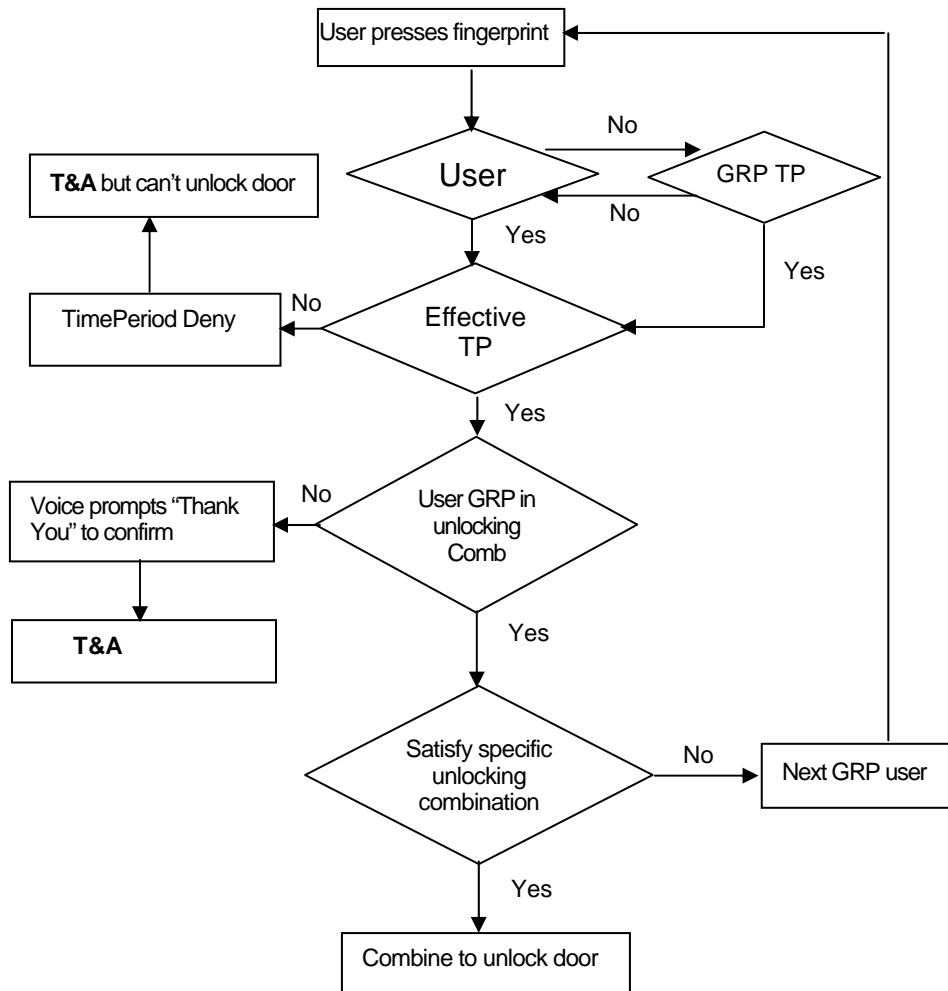 User presses fingerprint
No
User
GRP TP
No
T&A but can’t unlock door
Yes
Yes
TimePeriod Deny
No
Effective
TP
Yes
Voice prompts “Thank
You” to confirm
No
User GRP in
unlocking
Comb
T&A
Yes
Satisfy specific
unlocking
combination
No
Next GRP user
Yes
Combine to unlock door